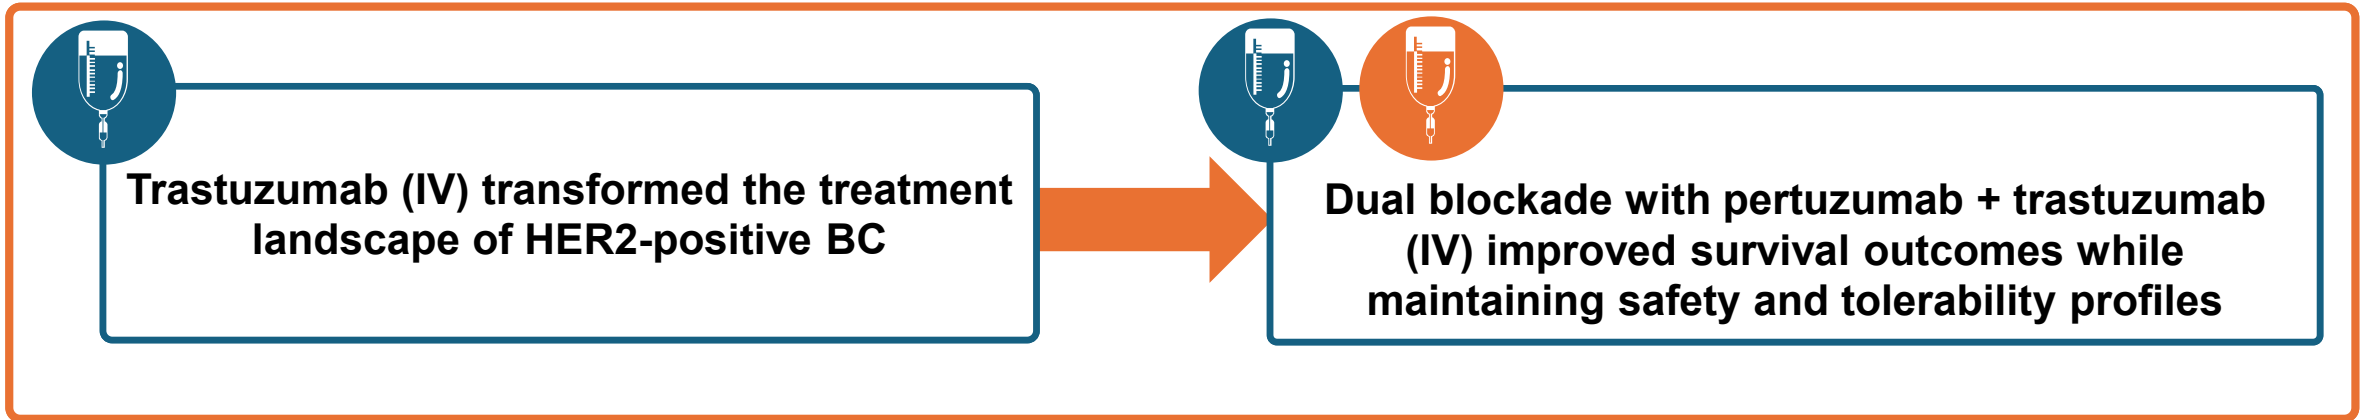 Trastuzumab (IV) transformed the treatment
landscape of HER2-positive BC
Dual blockade with pertuzumab + trastuzumab
(IV) improved survival outcomes while
maintaining safety and tolerability profiles